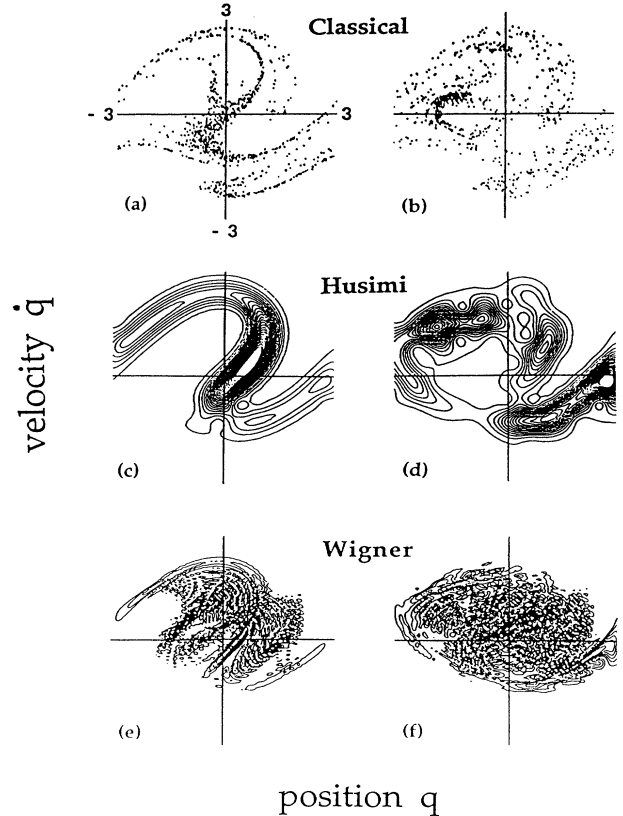 3
Classical
- 3
3
(a)
(b)
- 3
Husimi
velocity q̇
(c)
(d)
Wigner
(e)
(f)
position q